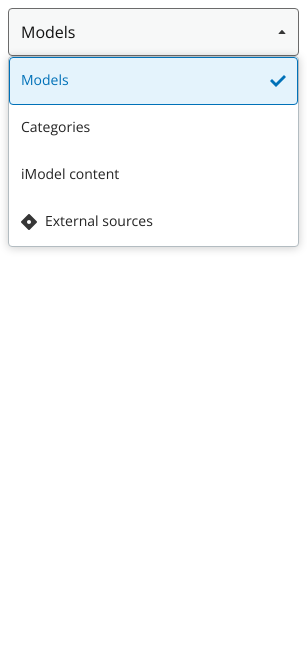 Models
Models
Categories
iModel content
External sources